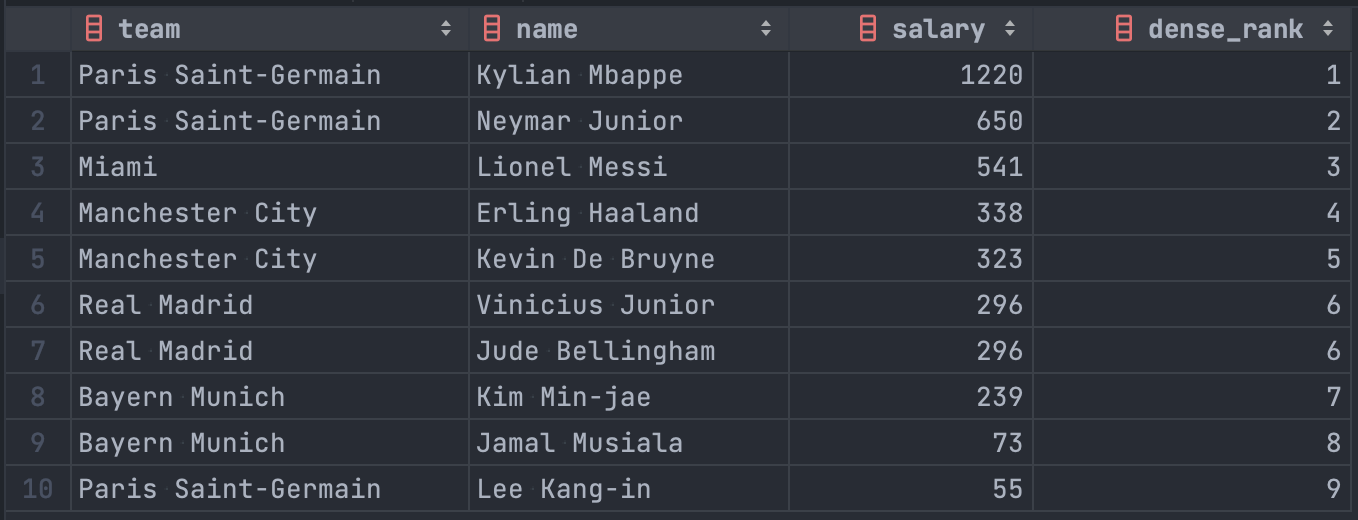 team name salary dense_rank
1 Paris Saint-Germain Kylian Mbappe 1220 1
2 Paris Saint-Germain Neymar Junior 650 2
3 Miami Lionel Messi 541 3
4 Manchester City Erling Haaland 338 4
5 Manchester City Kevin De Bruyne 323 5
6 Real Madrid Vinicius Junior 296 6
7 Real Madrid Jude Bellingham 296 6
8 Bayern Munich Kim Min-jae 239 7
9 Bayern Munich Jamal Musiala 73 8
10 Paris Saint-Germain Lee Kang-in 55 9